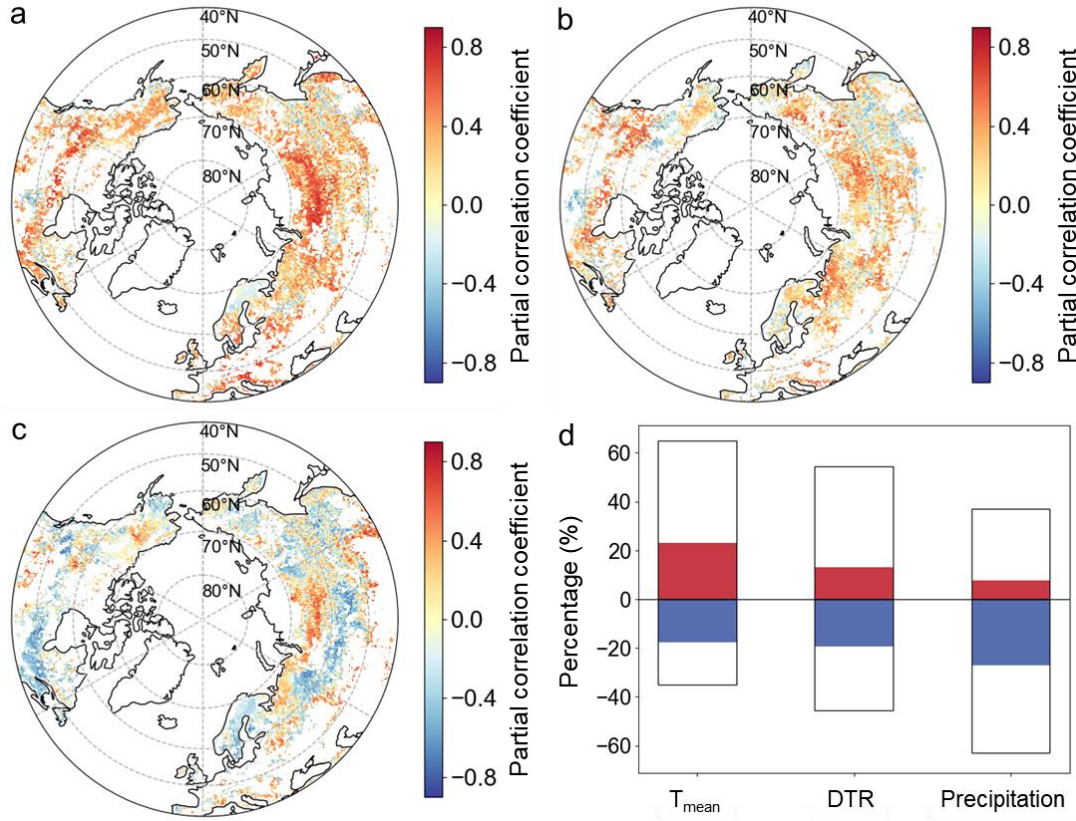 a
40°N
50°N
60°N
70°N
80°N
0.8
0.4
0.0
−0.4
−0.8
Partial correlation coefficient
b
40°N
50°N
60°N
70°N
80°N
0.8
0.4
0.0
−0.4
−0.8
Partial correlation coefficient
c
40°N
50°N
60°N
70°N
80°N
0.8
0.4
0.0
−0.4
−0.8
Partial correlation coefficient
d
60
40
20
0
−20
−40
−60
Percentage (%)
Tmean DTR Precipitation